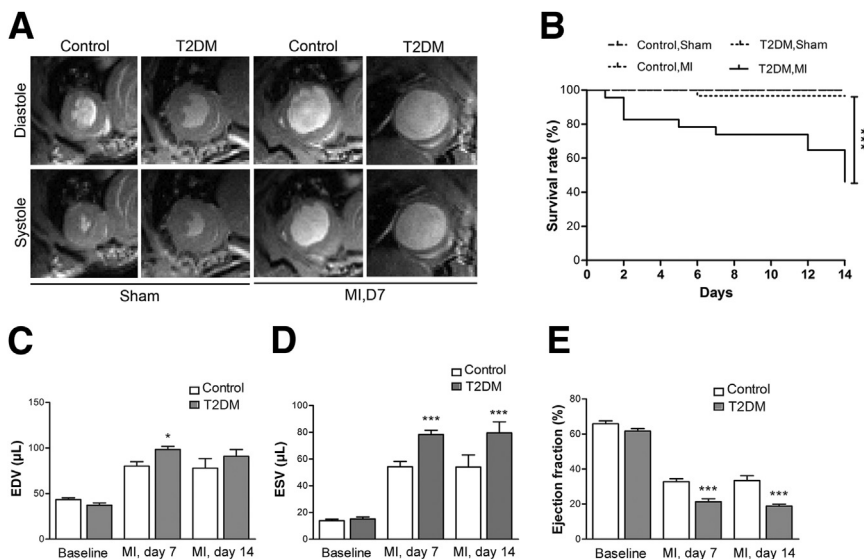 A
Control T2DM Control T2DM
Diastole
Systole
Sham MI,D7
B
Control,Sham T2DM,Sham
Control,MI T2DM,MI
Survival rate (%)
100
80
60
40
20
0
0 2 4 6 8 10 12 14
Days
***
C
Control
T2DM
EDV (µL)
150
100
50
0
*
Baseline MI, day 7 MI, day 14
D
Control
T2DM
ESV (µL)
100
80
60
40
20
0
*** ***
Baseline MI, day 7 MI, day 14
E
Control
T2DM
Ejection fraction (%)
80
60
40
20
0
*** ***
Baseline MI, day 7 MI, day 14